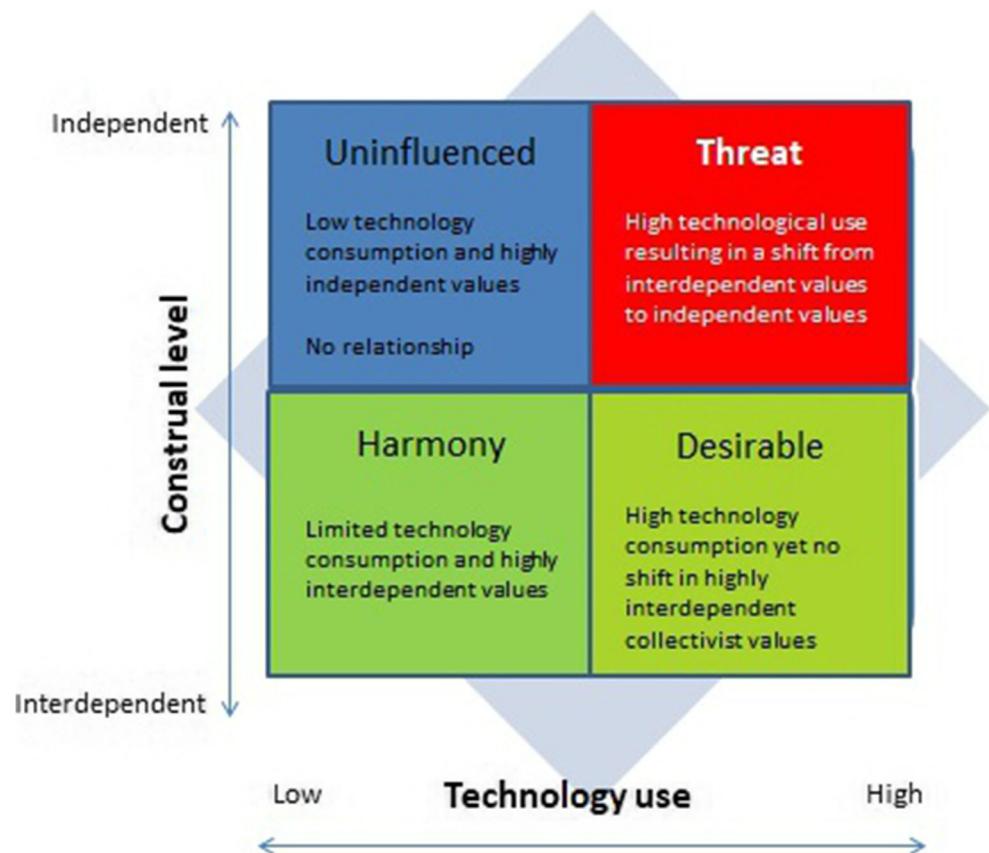 Independent
Uninfluenced
Low technology
consumption and highly
independent values
No relationship
Threat
High technological use
resulting in a shift from
interdependent values
to independent values
Construal level
Harmony
Limited technology
consumption and highly
interdependent values
Desirable
High technology
consumption yet no
shift in highly
interdependent
collectivist values
Interdependent
Low
Technology use
High